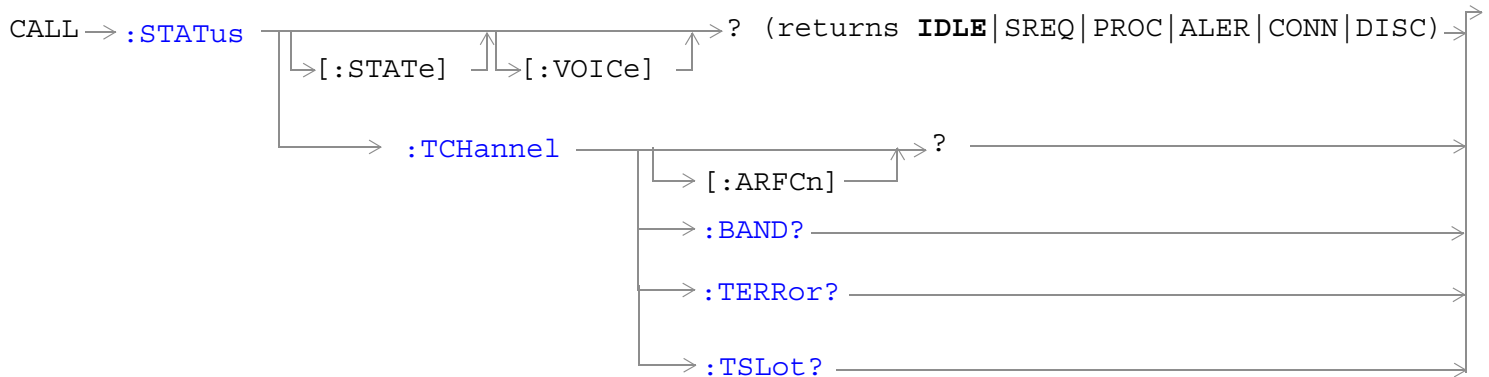 CALL :STATus ? (returns IDLE|SREQ|PROC|ALER|CONN|DISC)
[:STATe] [:VOICe]
:TCHannel ?
[:ARFCn]
:BAND?
:TERRor?
:TSLot?